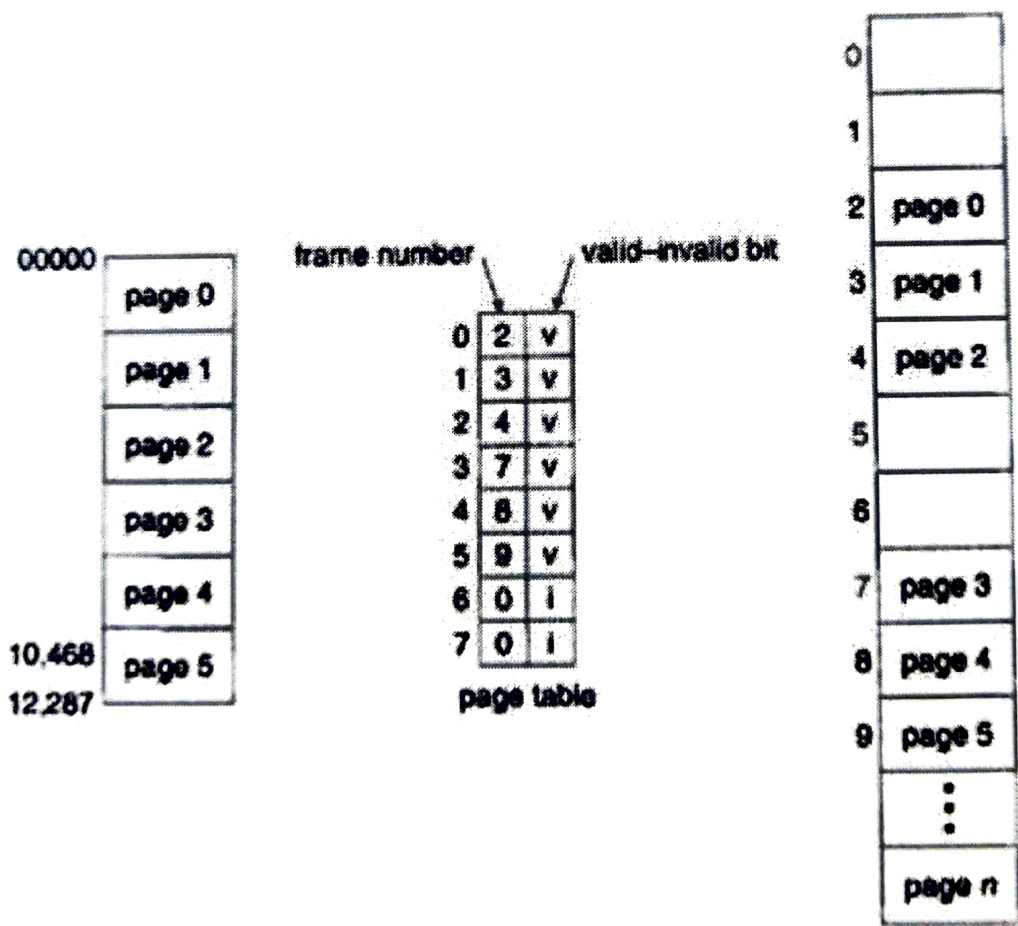 00000
page 0
page 1
page 2
page 3
page 4
10,468
page 5
12,287
frame number
valid–invalid bit
0 2 v
1 3 v
2 4 v
3 7 v
4 8 v
5 9 v
6 0 i
7 0 i
page table
0
1
2 page 0
3 page 1
4 page 2
5
6
7 page 3
8 page 4
9 page 5
page n